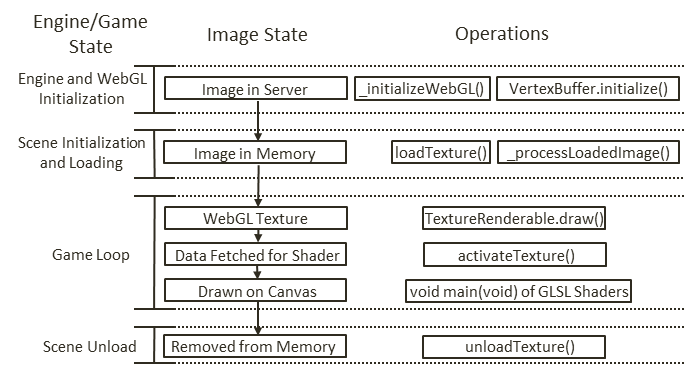 Engine/Game State
Image State
Operations
Engine and WebGL Initialization
Image in Server
_initializeWebGL()
VertexBuffer.initialize()
Scene Initialization and Loading
Image in Memory
loadTexture()
_processLoadedImage()
Game Loop
WebGL Texture
TextureRenderable.draw()
Data Fetched for Shader
activateTexture()
Drawn on Canvas
void main(void) of GLSL Shaders
Scene Unload
Removed from Memory
unloadTexture()